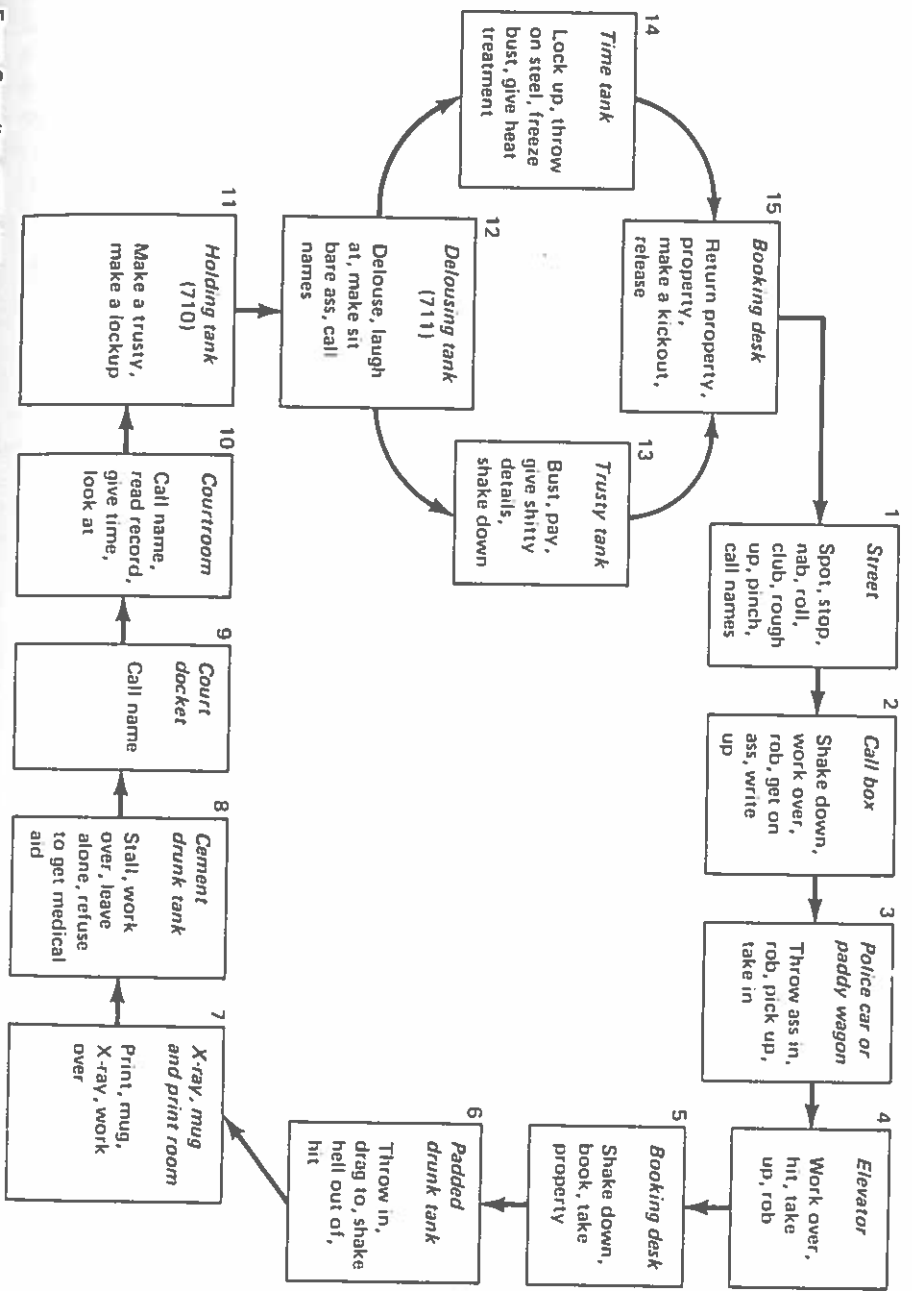 1
Street
Spot, stop,
nab, roll,
club, rough
up, pinch,
call names
2
Call box
Shake down,
work over,
rob, get on
ass, write
up
3
Police car or
paddy wagon
Throw ass in,
rob, pick up,
take in
4
Elevator
Work over,
hit, take
up, rob
5
Booking desk
Shake down,
book, take
property
6
Padded
drunk tank
Throw in,
drag to, shake
hell out of,
hit
7
X-ray, mug
and print room
Print, mug,
X-ray, work
over
8
Cement
drunk tank
Stall, work
over, leave
alone, refuse
to get medical
aid
9
Court
docket
Call name
10
Courtroom
Call name,
read record,
give time,
look at
11
Holding tank
(710)
Make a trusty,
make a lockup
12
Delousing tank
(711)
Delouse, laugh
at, make sit
bare ass, call
names
13
Trusty tank
Bust, pay,
give shitty
details,
shake down
14
Time tank
Lock up, throw
on steel, freeze
bust, give heat
treatment
15
Booking desk
Return property,
property,
make a kickout,
release